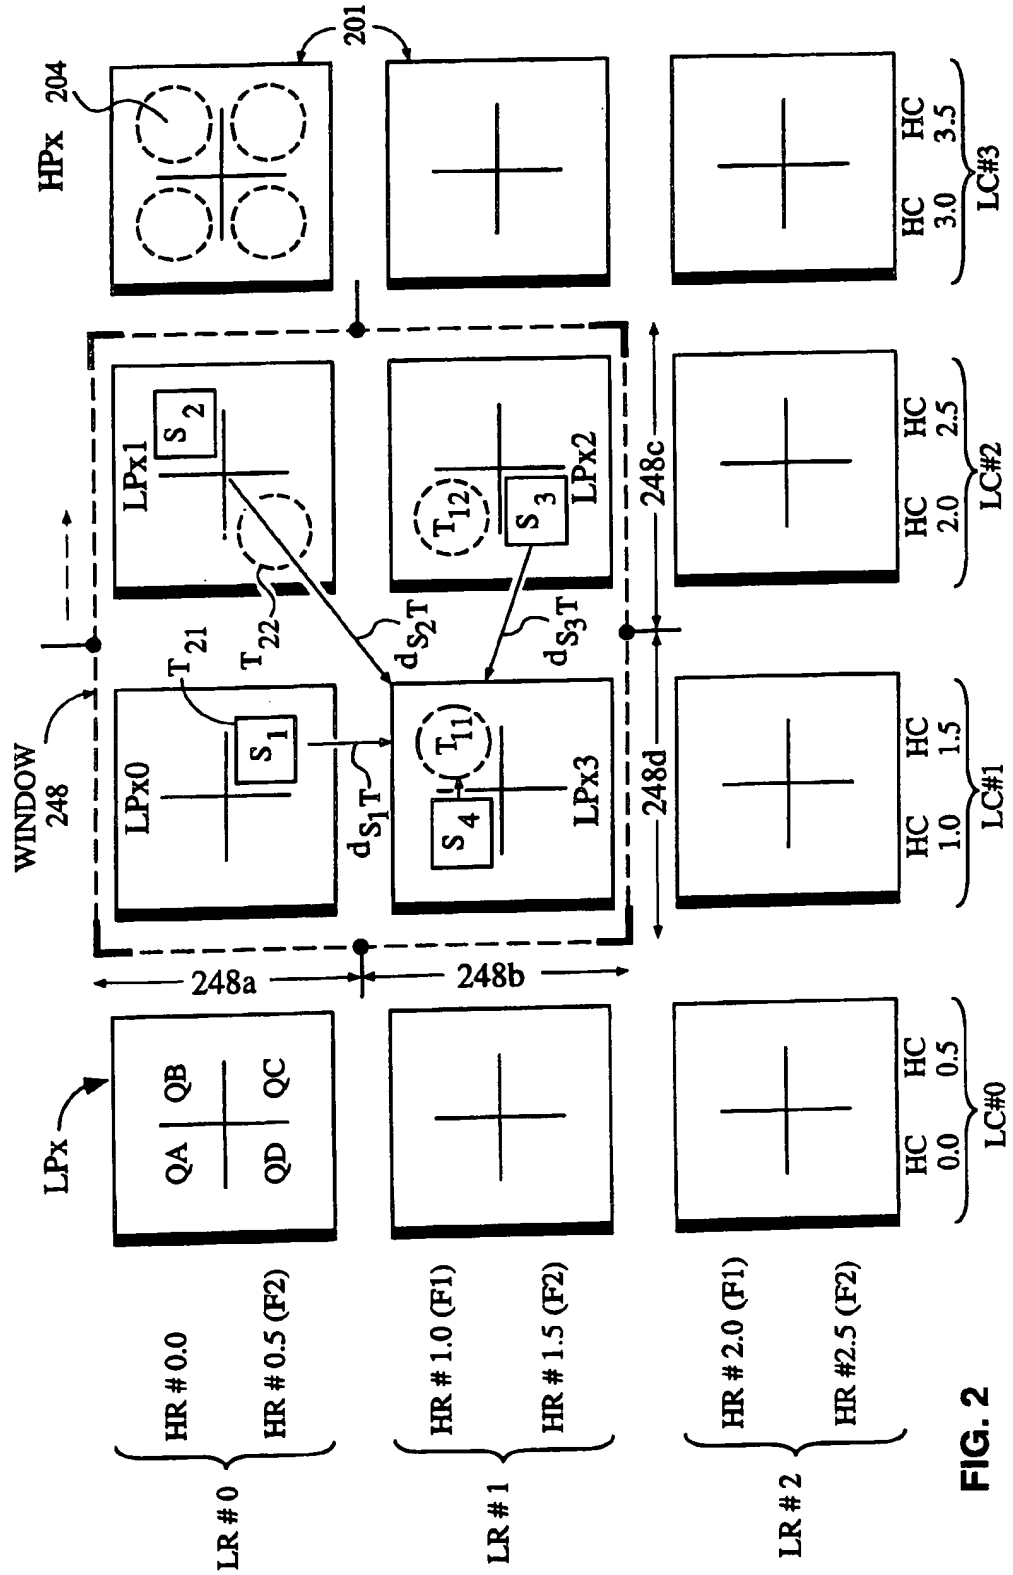 WINDOW
248
LPx
HPx
204
201
LR # 0
HR # 0.0
HR # 0.5 (F2)
QA
QB
QD
QC
248a
LPx0
S1
T21
T22
LPx1
S2
dS1T
dS2T
LR # 1
HR # 1.0 (F1)
HR # 1.5 (F2)
248b
S4
T11
LPx3
dS3T
T12
S3
LPx2
248d
248c
LR # 2
HR # 2.0 (F1)
HR #2.5 (F2)
HC
0.0
HC
0.5
LC#0
HC
1.0
HC
1.5
LC#1
HC
2.0
HC
2.5
LC#2
HC
3.0
HC
3.5
LC#3
FIG. 2